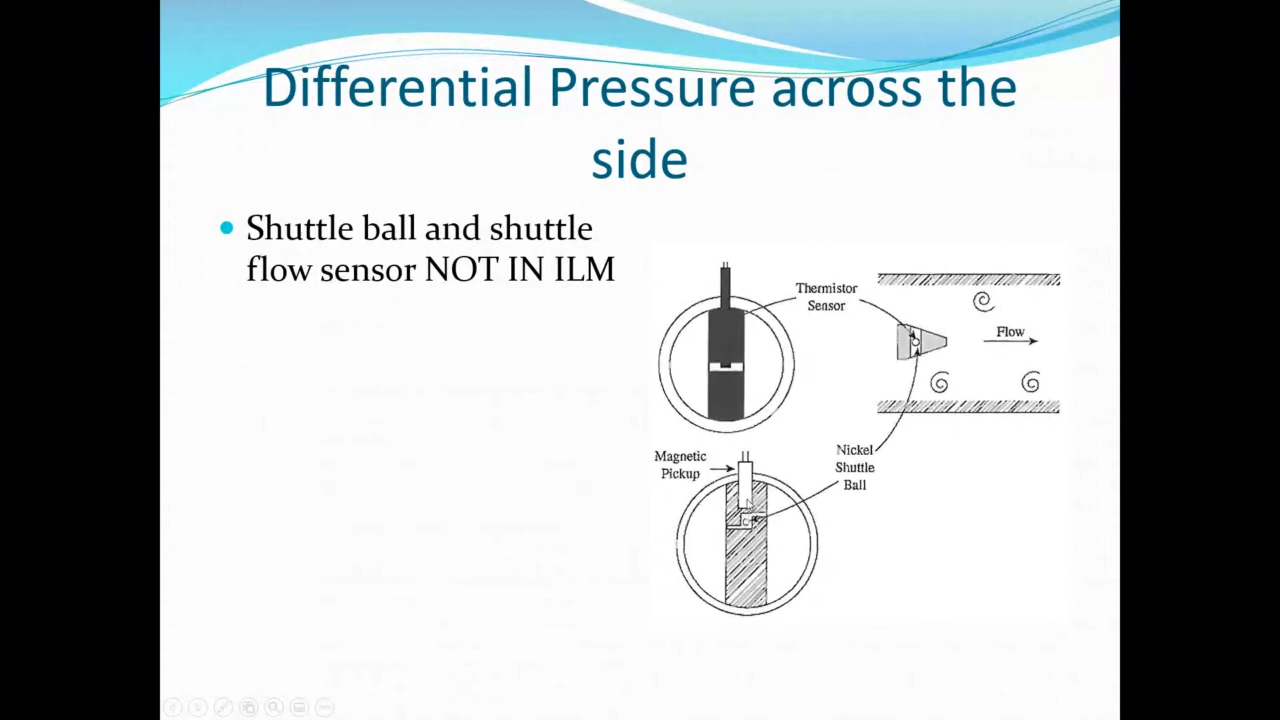 Differential Pressure across the
side
Shuttle ball and shuttle
flow sensor NOT IN ILM
Thermistor
Sensor
Flow
Magnetic
Pickup
Nickel
Shuttle
Ball